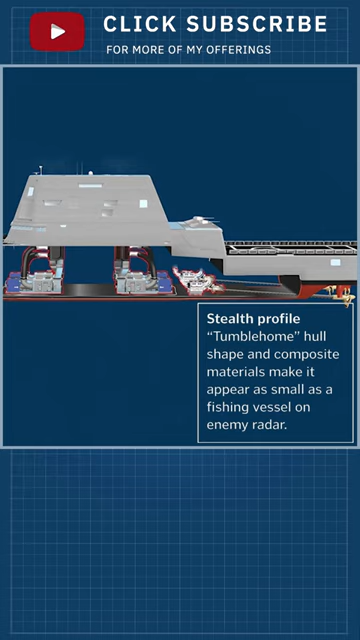 CLICK SUBSCRIBE
FOR MORE OF MY OFFERINGS
Stealth profile
“Tumblehome” hull
shape and composite
materials make it
appear as small as a
fishing vessel on
enemy radar.